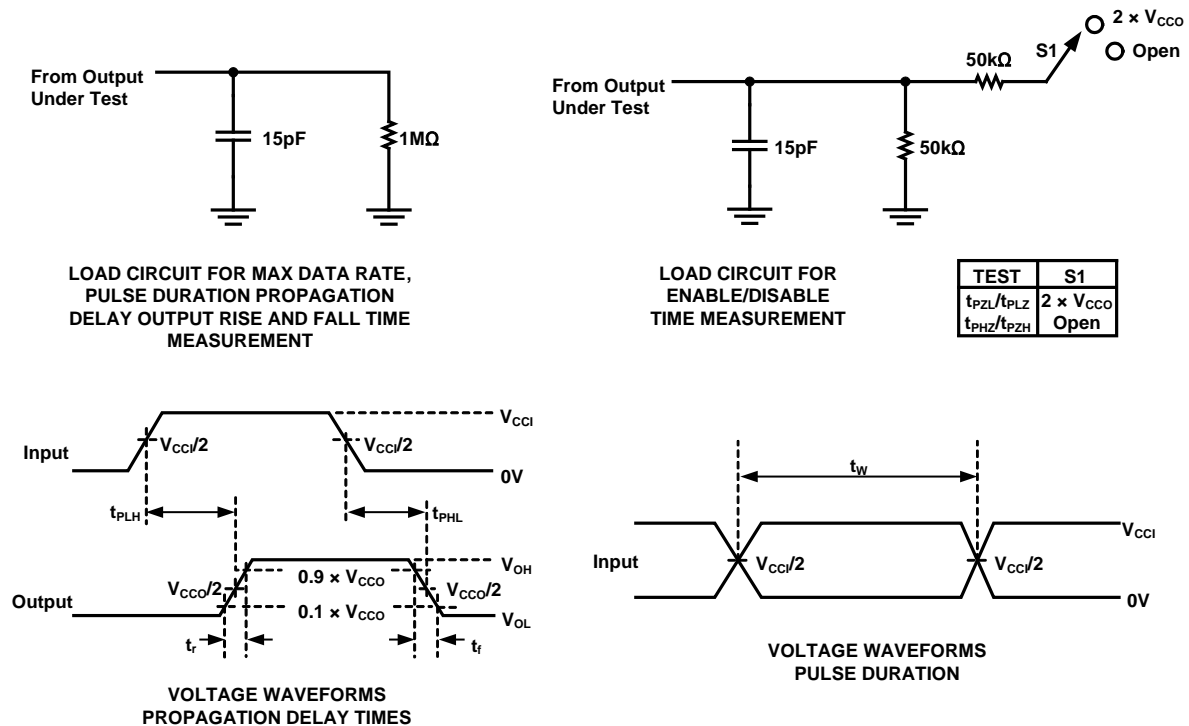 From Output
Under Test
15pF
1MΩ
LOAD CIRCUIT FOR MAX DATA RATE,
PULSE DURATION PROPAGATION
DELAY OUTPUT RISE AND FALL TIME
MEASUREMENT
2 × VCCO
S1
Open
50kΩ
From Output
Under Test
15pF
50kΩ
LOAD CIRCUIT FOR
ENABLE/DISABLE
TIME MEASUREMENT
TEST S1
tPZL/tPLZ 2 × VCCO
tPHZ/tPZH Open
VCCI
Input
VCCI/2 VCCI/2
0V
tPLH tPHL
VOH
0.9 × VCCO
VCCO/2 VCCO/2
Output
0.1 × VCCO
VOL
tr tf
VOLTAGE WAVEFORMS
PROPAGATION DELAY TIMES
tW
VCCI
Input
VCCI/2 VCCI/2
0V
VOLTAGE WAVEFORMS
PULSE DURATION